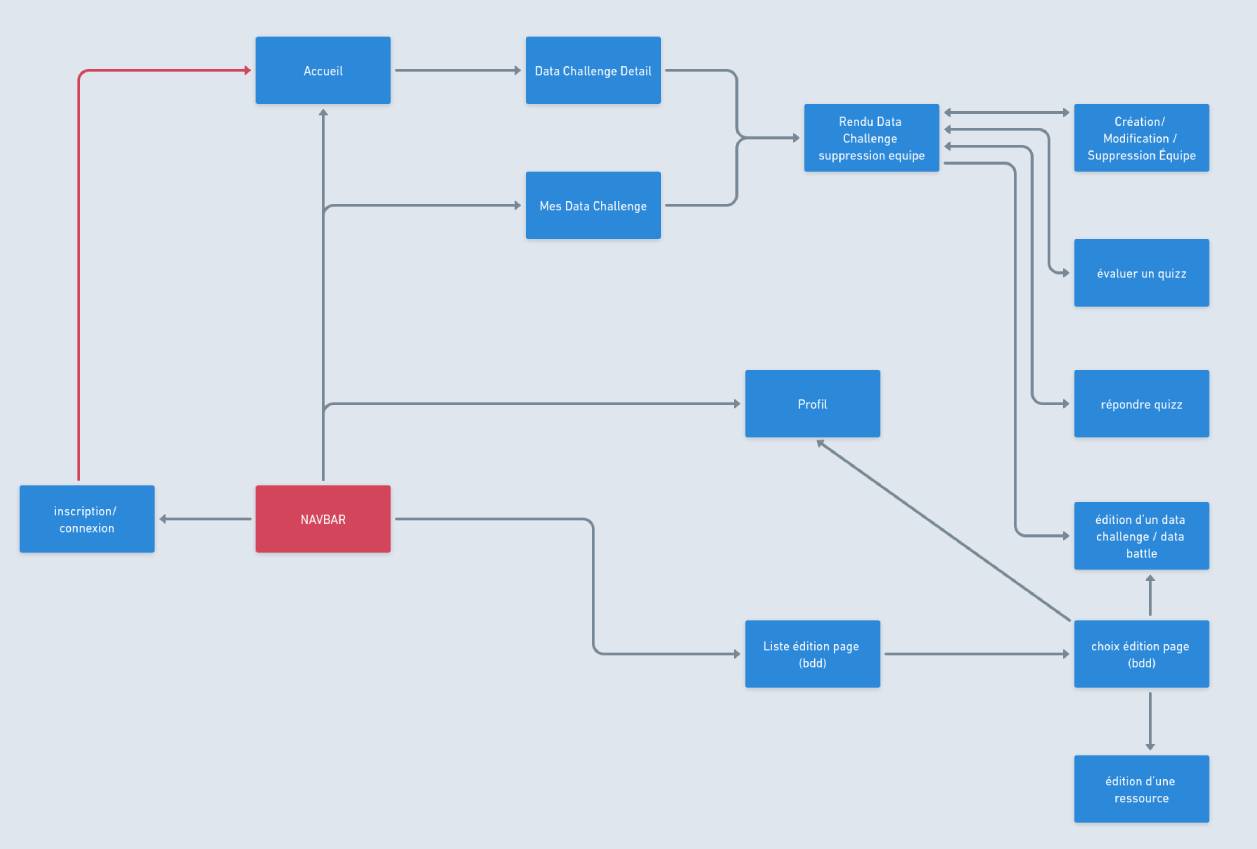 Accueil
Data Challenge Detail
Rendu Data
Challenge
suppression equipe
Création/
Modification /
Suppression Équipe
Mes Data Challenge
évaluer un quizz
Profil
répondre quizz
inscription/
connexion
NAVBAR
édition d'un data
challenge / data
battle
Liste édition page
(bdd)
choix édition page
(bdd)
édition d'une
ressource